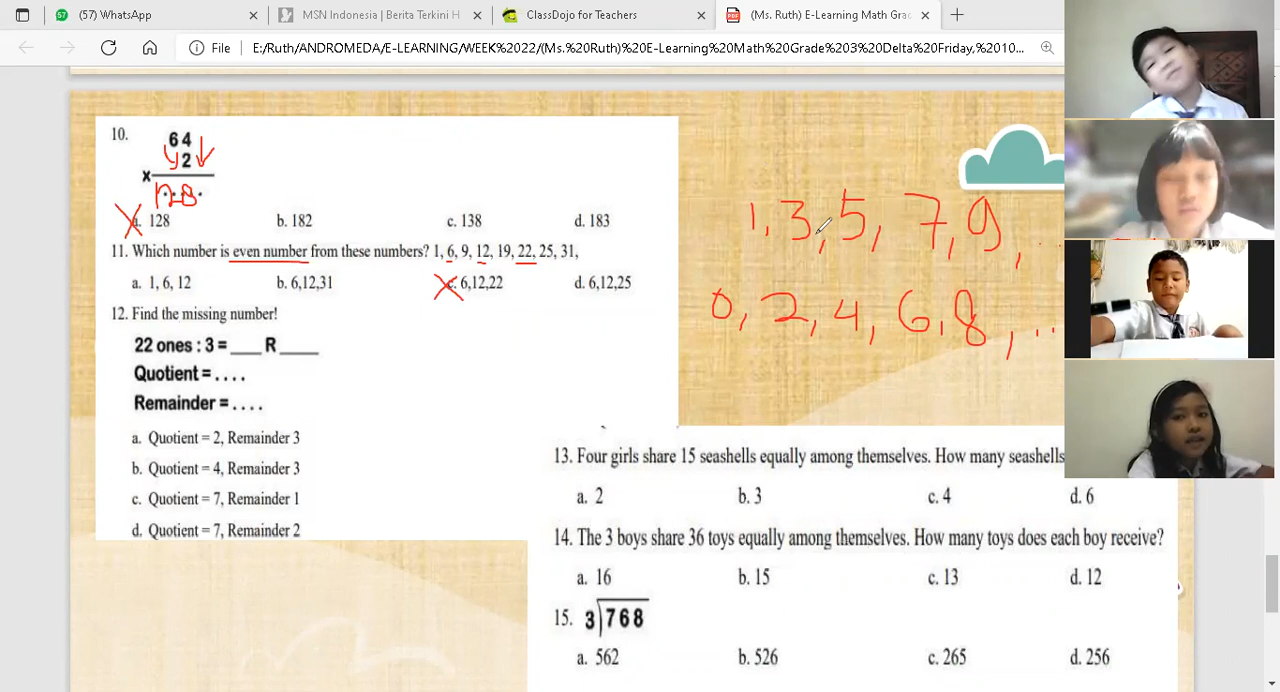 (57) WhatsApp
MSN Indonesia | Berita Terkini H
ClassDojo for Teachers
(Ms. Ruth) E-Learning Math Grad
File
E:/Ruth/ANDROMEDA/E-LEARNING/WEEK%2022/(Ms.%20Ruth)%20E-Learning%20Math%20Grade%203%20Delta%20Friday,%2010...
10.
64
2
x
128
a. 128 b. 182 c. 138 d. 183
11. Which number is even number from these numbers? 1, 6, 9, 12, 19, 22, 25, 31,
a. 1, 6, 12 b. 6,12,31 c. 6,12,22 d. 6,12,25
12. Find the missing number!
22 ones : 3 = ____ R _____
Quotient = . . . .
Remainder = . . . .
a. Quotient = 2, Remainder 3
b. Quotient = 4, Remainder 3
c. Quotient = 7, Remainder 1
d. Quotient = 7, Remainder 2
1, 3, 5, 7, 9, ...
0, 2, 4, 6, 8, ...
13. Four girls share 15 seashells equally among themselves. How many seashells
a. 2 b. 3 c. 4 d. 6
14. The 3 boys share 36 toys equally among themselves. How many toys does each boy receive?
a. 16 b. 15 c. 13 d. 12
15. 3)768
a. 562 b. 526 c. 265 d. 256